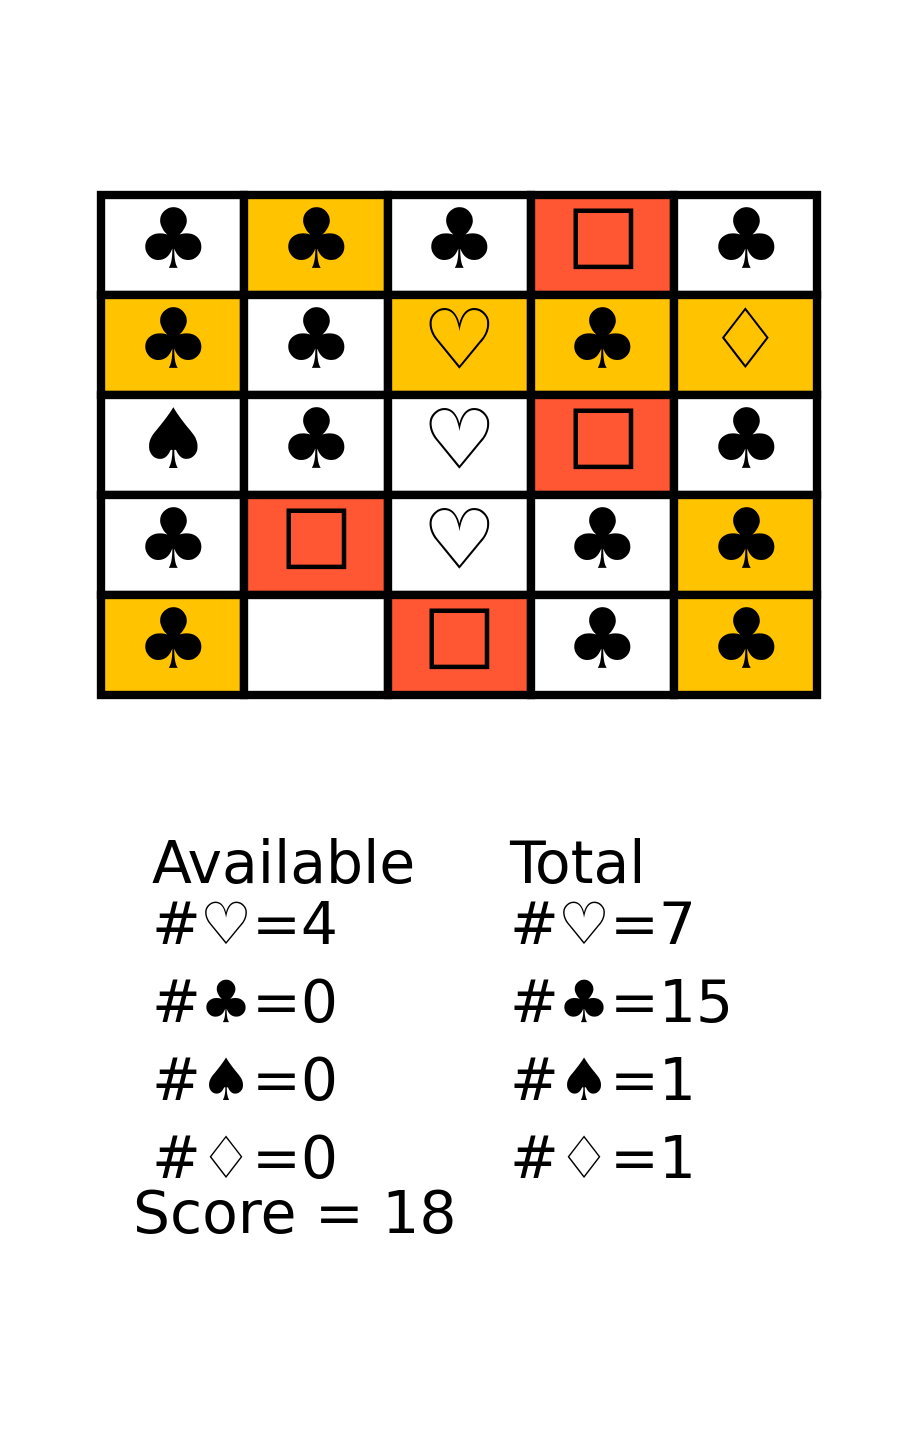 ♣ ♣ ♣ □ ♣
♣ ♣ ♡ ♣ ♢
♠ ♣ ♡ □ ♣
♣ □ ♡ ♣ ♣
♣ □ ♣ ♣
Available Total
#♡=4 #♡=7
#♣=0 #♣=15
#♠=0 #♠=1
#♢=0 #♢=1
Score = 18